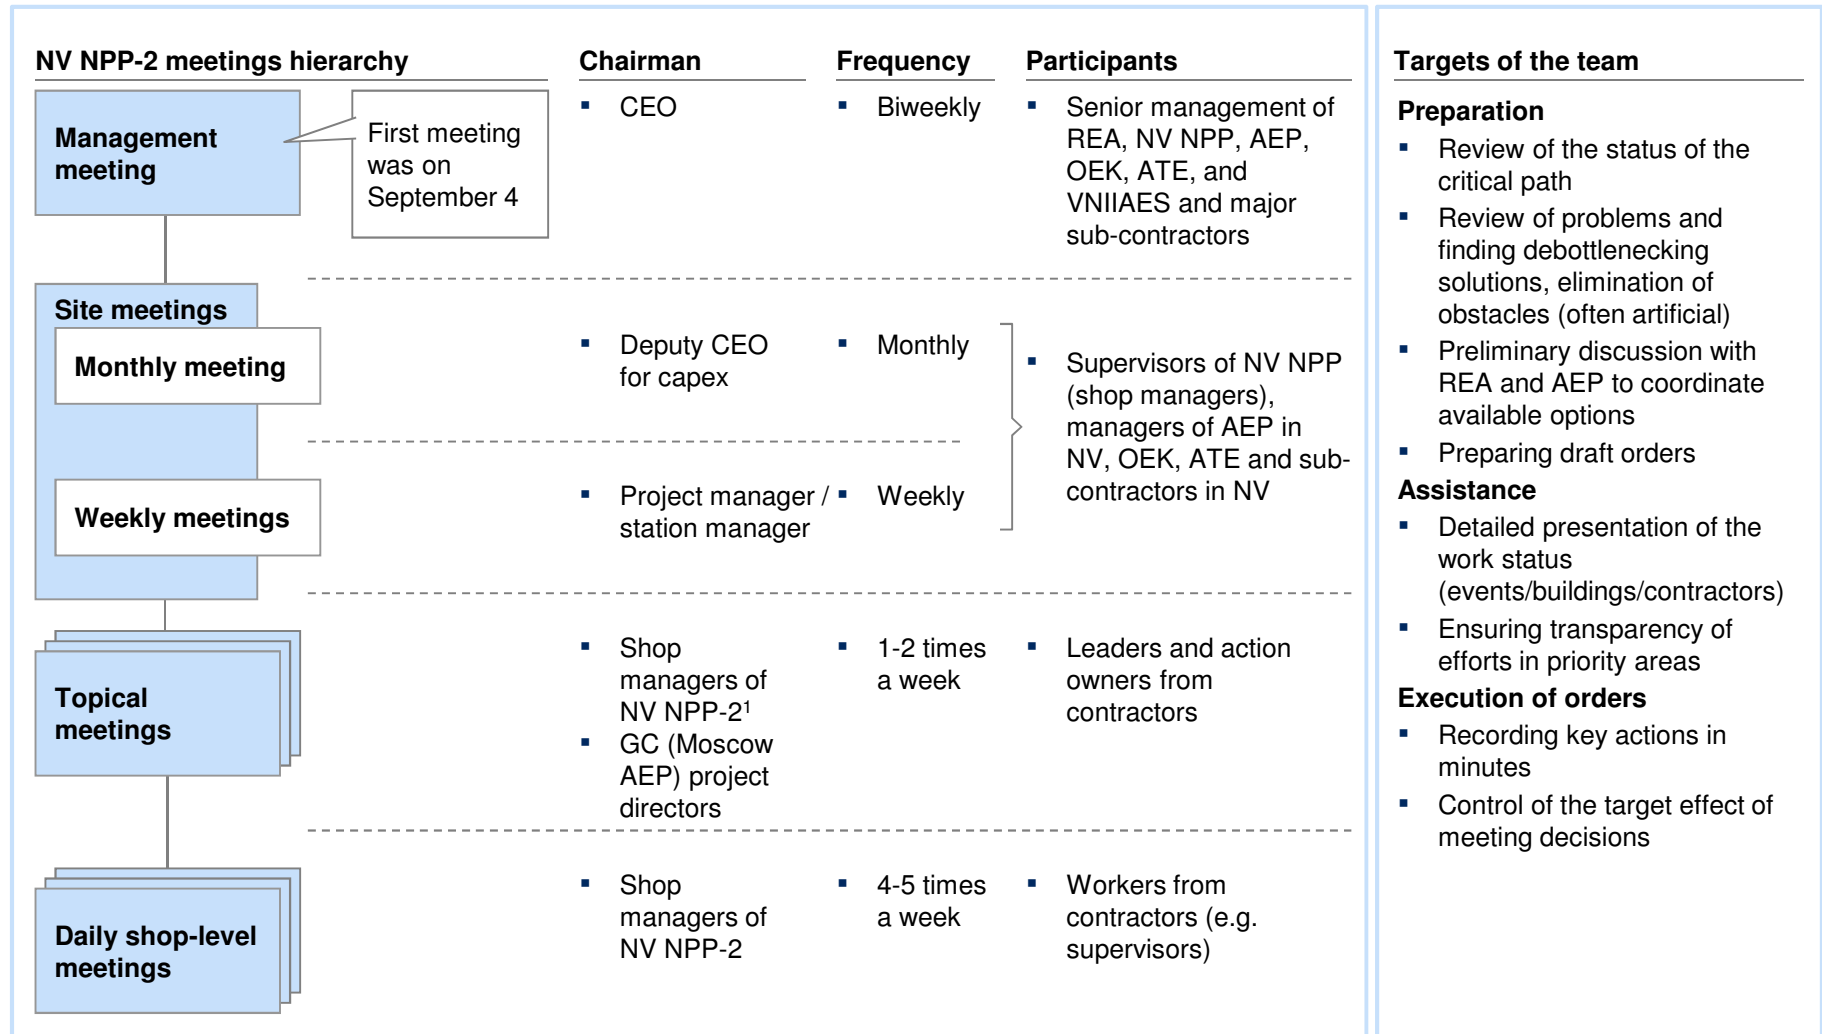 NV NPP-2 meetings hierarchy
Chairman
Frequency
Participants
Management
meeting
First meeting
was on
September 4
▪ CEO
▪ Biweekly
▪ Senior management of
REA, NV NPP, AEP,
OEK, ATE, and
VNIIAES and major
sub-contractors
Site meetings
Monthly meeting
▪ Deputy CEO
for capex
▪ Monthly
Weekly meetings
▪ Project manager /
station manager
▪ Weekly
▪ Supervisors of NV NPP
(shop managers),
managers of AEP in
NV, OEK, ATE and sub-
contractors in NV
Topical
meetings
▪ Shop
managers of
NV NPP-2¹
▪ GC (Moscow
AEP) project
directors
▪ 1-2 times
a week
▪ Leaders and action
owners from
contractors
Daily shop-level
meetings
▪ Shop
managers of
NV NPP-2
▪ 4-5 times
a week
▪ Workers from
contractors (e.g.
supervisors)
Targets of the team
Preparation
▪ Review of the status of the
critical path
▪ Review of problems and
finding debottlenecking
solutions, elimination of
obstacles (often artificial)
▪ Preliminary discussion with
REA and AEP to coordinate
available options
▪ Preparing draft orders
Assistance
▪ Detailed presentation of the
work status
(events/buildings/contractors)
▪ Ensuring transparency of
efforts in priority areas
Execution of orders
▪ Recording key actions in
minutes
▪ Control of the target effect of
meeting decisions